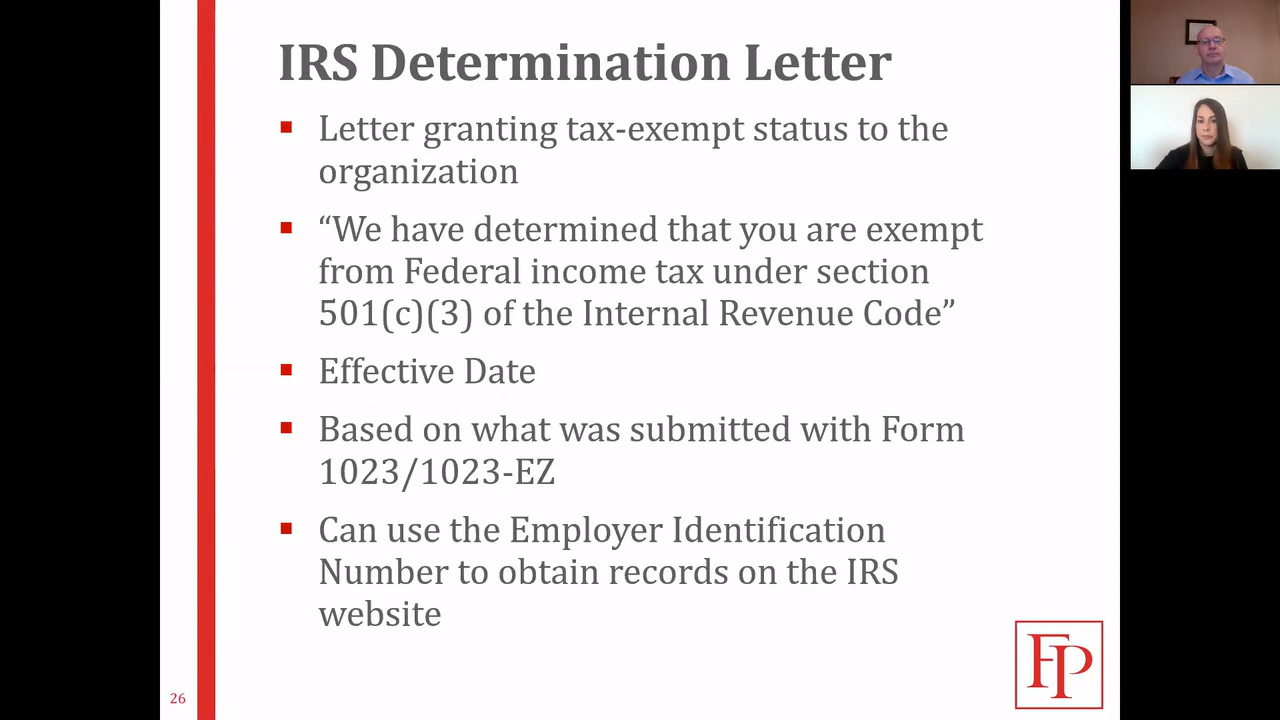 IRS Determination Letter
▪ Letter granting tax-exempt status to the
organization
▪ “We have determined that you are exempt
from Federal income tax under section
501(c)(3) of the Internal Revenue Code”
▪ Effective Date
▪ Based on what was submitted with Form
1023/1023-EZ
▪ Can use the Employer Identification
Number to obtain records on the IRS
website
26
FP